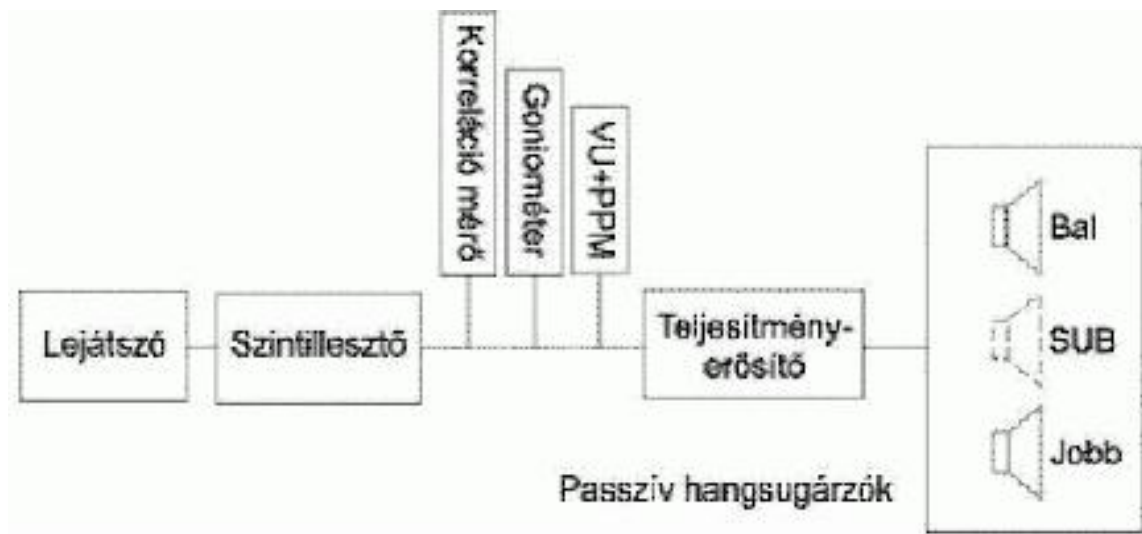 Korreláció mérő
Goniométer
VU+PPM
Lejátszó
Szintillesztő
Teljesítmény-
erősítő
Bal
SUB
Jobb
Passzív hangsugárzók